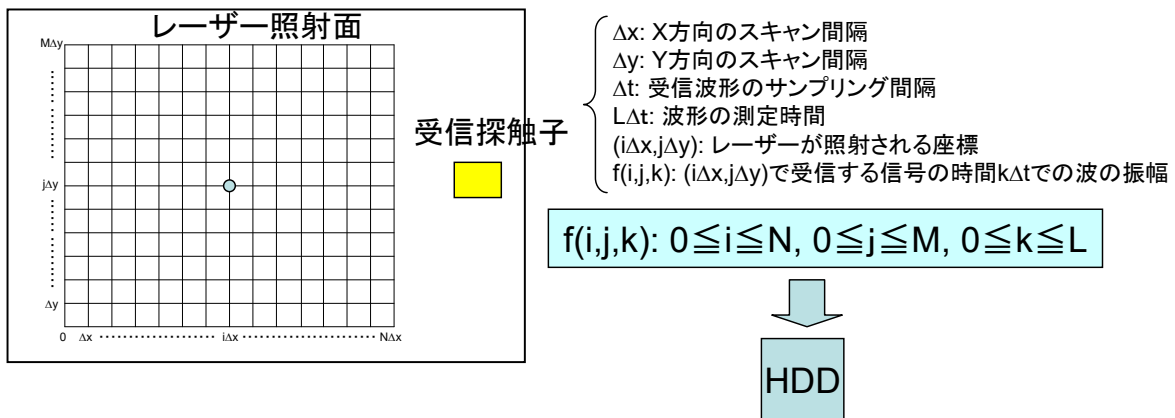 レーザー照射面
MΔy
jΔy
Δy
0 Δx ‥‥‥‥‥‥ iΔx ‥‥‥‥‥‥ NΔx
受信探触子
Δx: X方向のスキャン間隔
Δy: Y方向のスキャン間隔
Δt: 受信波形のサンプリング間隔
LΔt: 波形の測定時間
(iΔx,jΔy): レーザーが照射される座標
f(i,j,k): (iΔx,jΔy)で受信する信号の時間kΔtでの波の振幅
f(i,j,k): 0≦i≦N, 0≦j≦M, 0≦k≦L
HDD